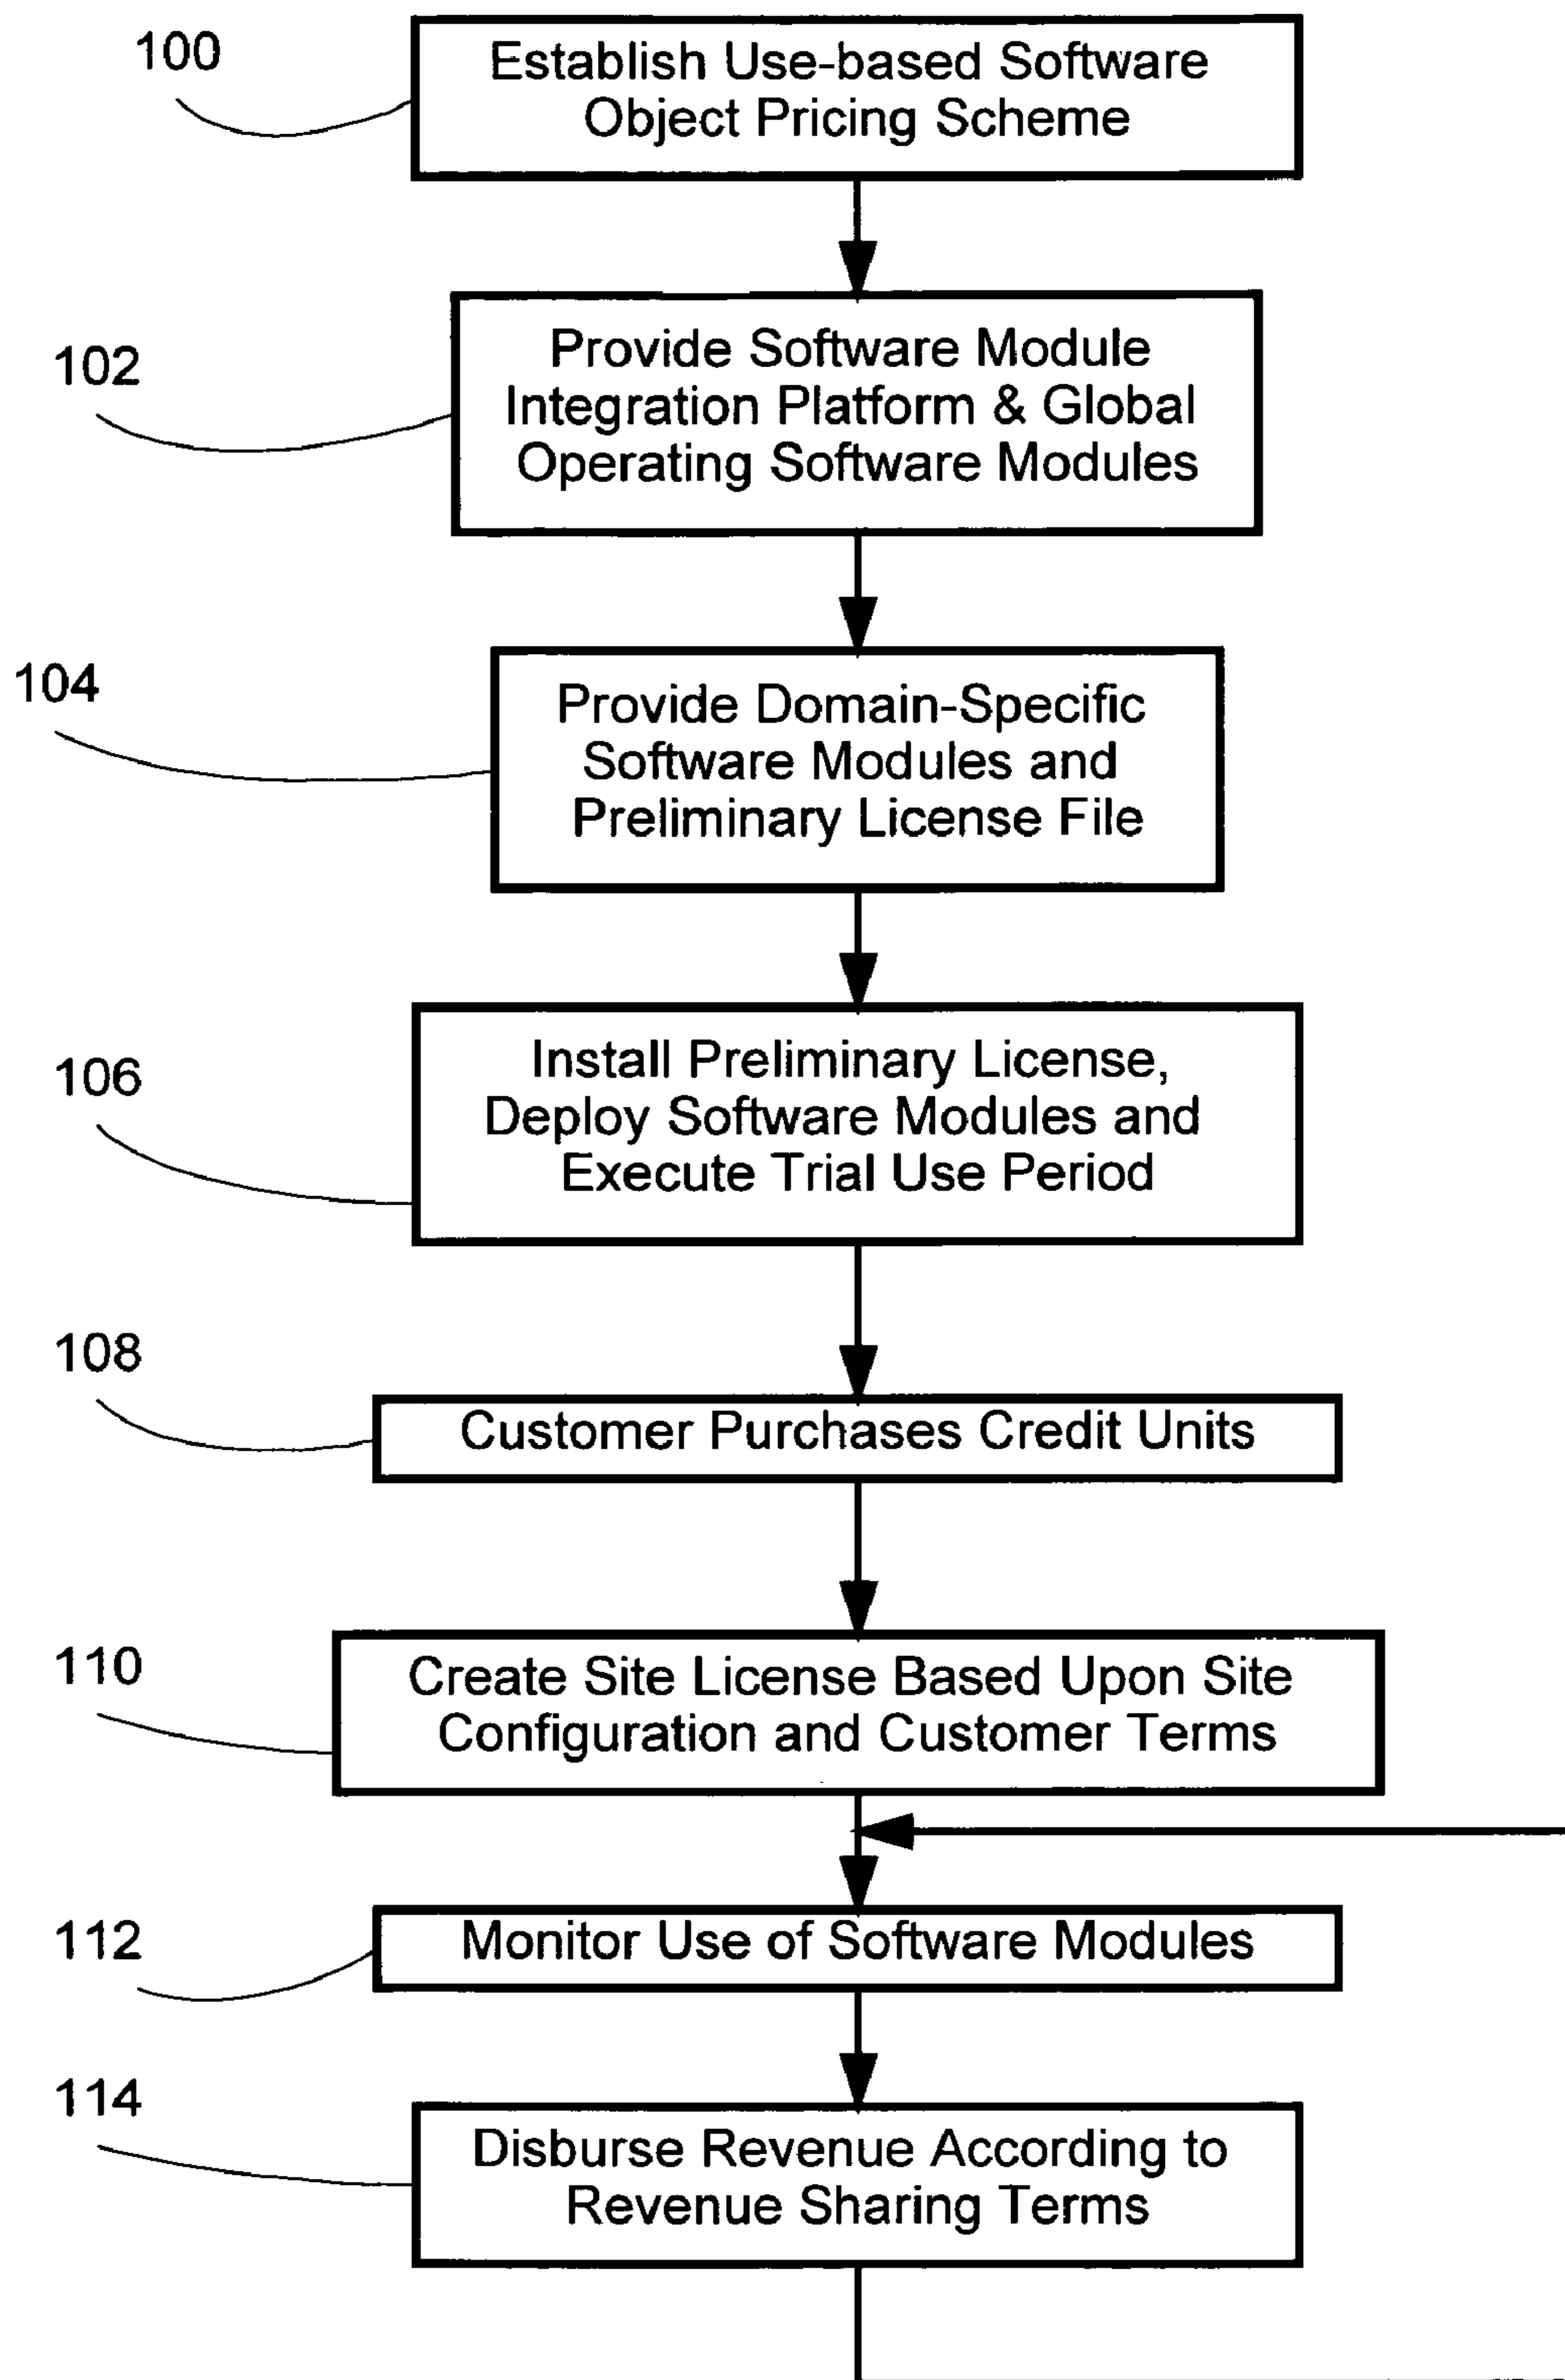 100
Establish Use-based Software
Object Pricing Scheme
102
Provide Software Module
Integration Platform & Global
Operating Software Modules
104
Provide Domain-Specific
Software Modules and
Preliminary License File
106
Install Preliminary License,
Deploy Software Modules and
Execute Trial Use Period
108
Customer Purchases Credit Units
110
Create Site License Based Upon Site
Configuration and Customer Terms
112
Monitor Use of Software Modules
114
Disburse Revenue According to
Revenue Sharing Terms